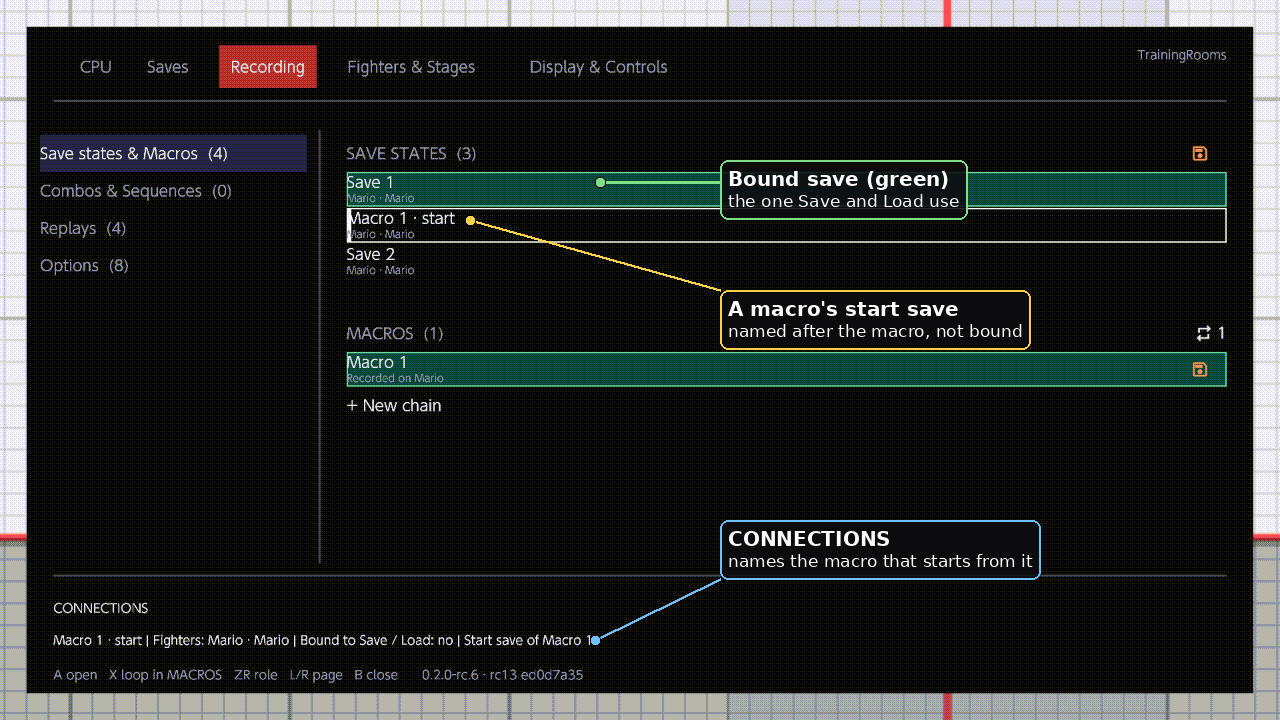 CPU Saves Recording Fighters & Stages Display & Controls TrainingRooms
Save states & Macros (4)
Combos & Sequences (0)
Replays (4)
Options (8)
SAVE STATES (3)
Save 1
Mario · Mario
Macro 1 · start
Mario · Mario
Save 2
Mario · Mario
Bound save (green)
the one Save and Load use
A macro's start save
named after the macro, not bound
MACROS (1) 1
Macro 1
Recorded on Mario
+ New chain
CONNECTIONS
names the macro that starts from it
CONNECTIONS
Macro 1 · start | Fighters: Mario · Mario | Bound to Save / Load: no | Start save of Macro 1
A open X loop in MACROS ZR role L/R page B close 0.2.0-rc.6 · rc13 ed0d7a35